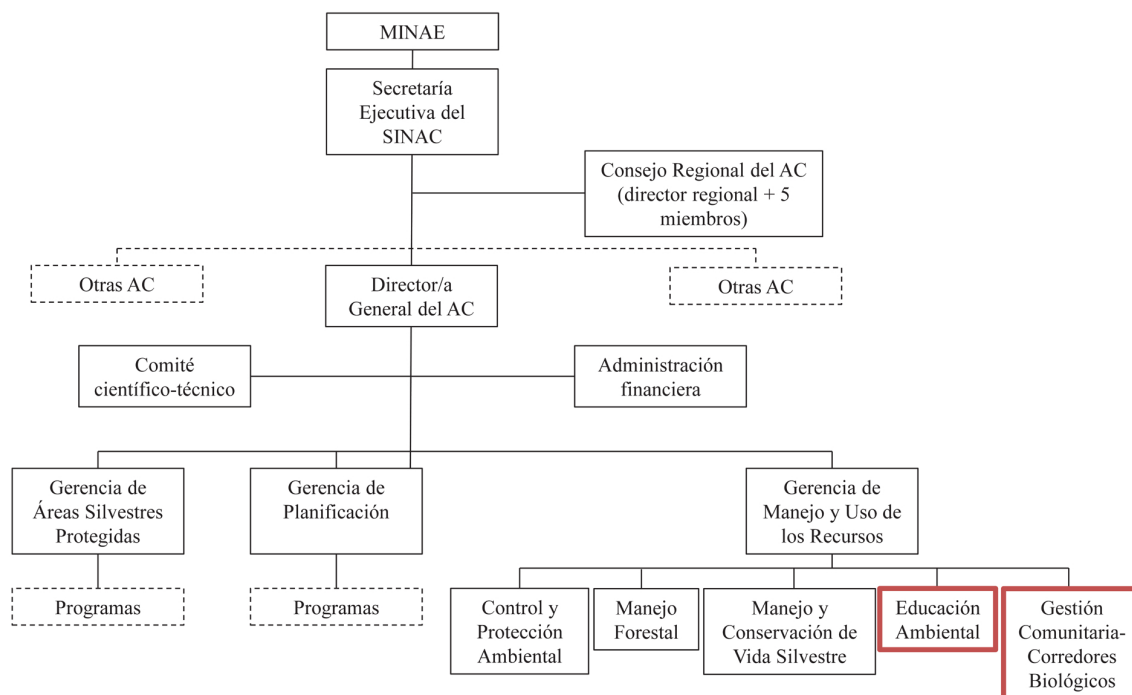 MINAE
Secretaría
Ejecutiva del
SINAC
Consejo Regional del AC
(director regional + 5
miembros)
Otras AC
Director/a
General del AC
Otras AC
Comité
científico-técnico
Administración
financiera
Gerencia de
Áreas Silvestres
Protegidas
Gerencia de
Planificación
Gerencia de
Manejo y Uso de
los Recursos
Programas
Programas
Control y
Protección
Ambiental
Manejo
Forestal
Manejo y
Conservación de
Vida Silvestre
Educación
Ambiental
Gestión
Comunitaria-
Corredores
Biológicos